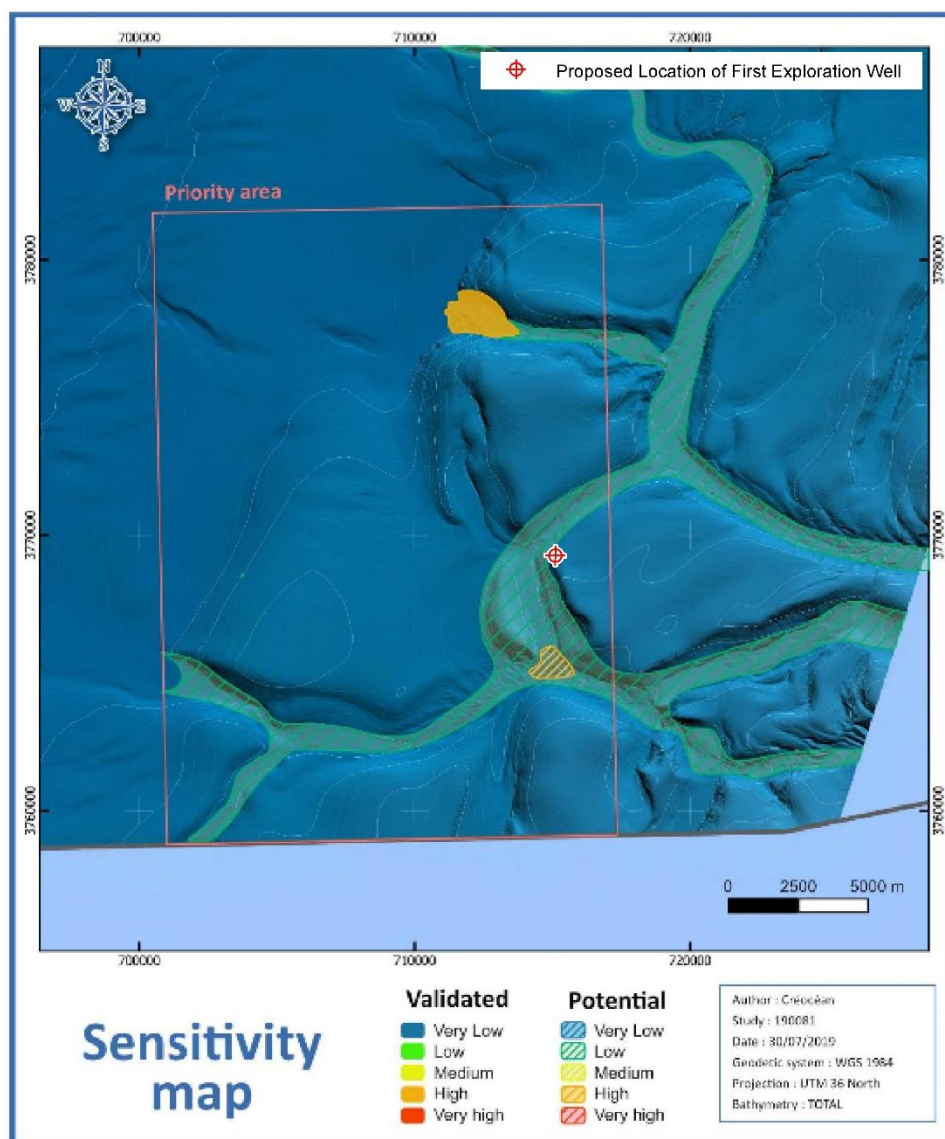 700000 710000 720000
Proposed Location of First Exploration Well
N
W E
S
Priority area
3780000 3780000
3770000 3770000
3760000 3760000
0 2500 5000 m
700000 710000 720000
Sensitivity
map
Validated
Very Low
Low
Medium
High
Very high
Potential
Very Low
Low
Medium
High
Very high
Author : Créocéan
Study : 190081
Date : 30/07/2019
Geodetic system : WGS 1984
Projection : UTM 36 North
Bathymetry : TOTAL